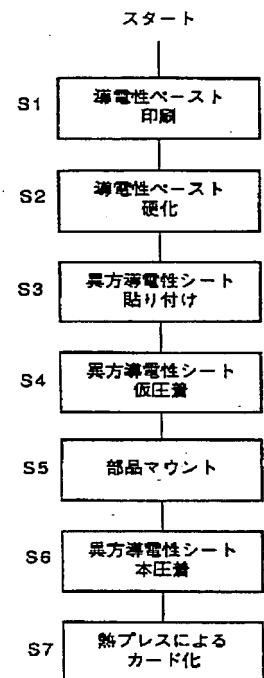 スタート
S1
導電性ペースト
印刷
S2
導電性ペースト
硬化
S3
異方導電性シート
貼り付け
S4
異方導電性シート
仮圧着
S5
部品マウント
S6
異方導電性シート
本圧着
S7
熱プレスによる
カード化